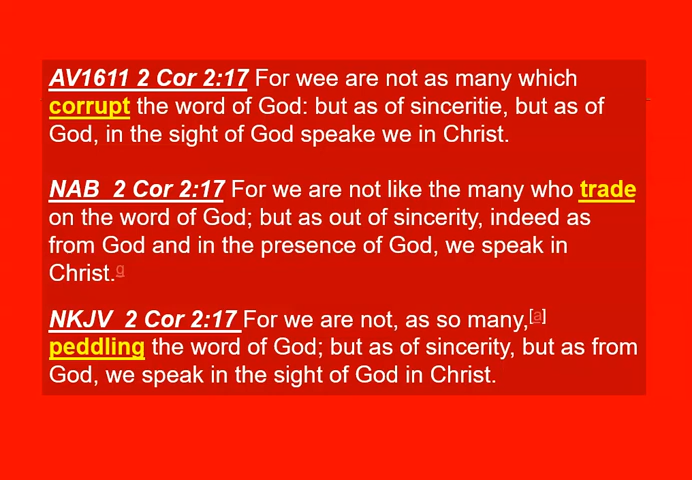 AV1611 2 Cor 2:17 For wee are not as many which
corrupt the word of God: but as of sinceritie, but as of
God, in the sight of God speake we in Christ.
NAB 2 Cor 2:17 For we are not like the many who trade
on the word of God; but as out of sincerity, indeed as
from God and in the presence of God, we speak in
Christ.g
NKJV 2 Cor 2:17 For we are not, as so many,[a]
peddling the word of God; but as of sincerity, but as from
God, we speak in the sight of God in Christ.